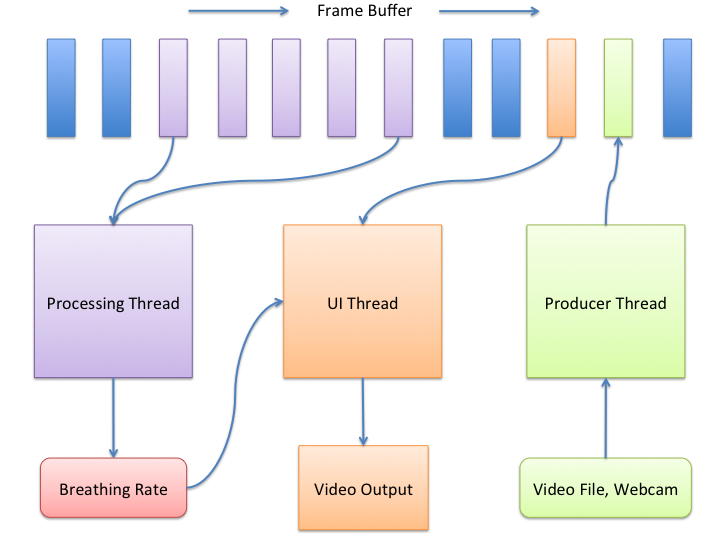 Frame Buffer
Processing Thread
UI Thread
Producer Thread
Breathing Rate
Video Output
Video File, Webcam